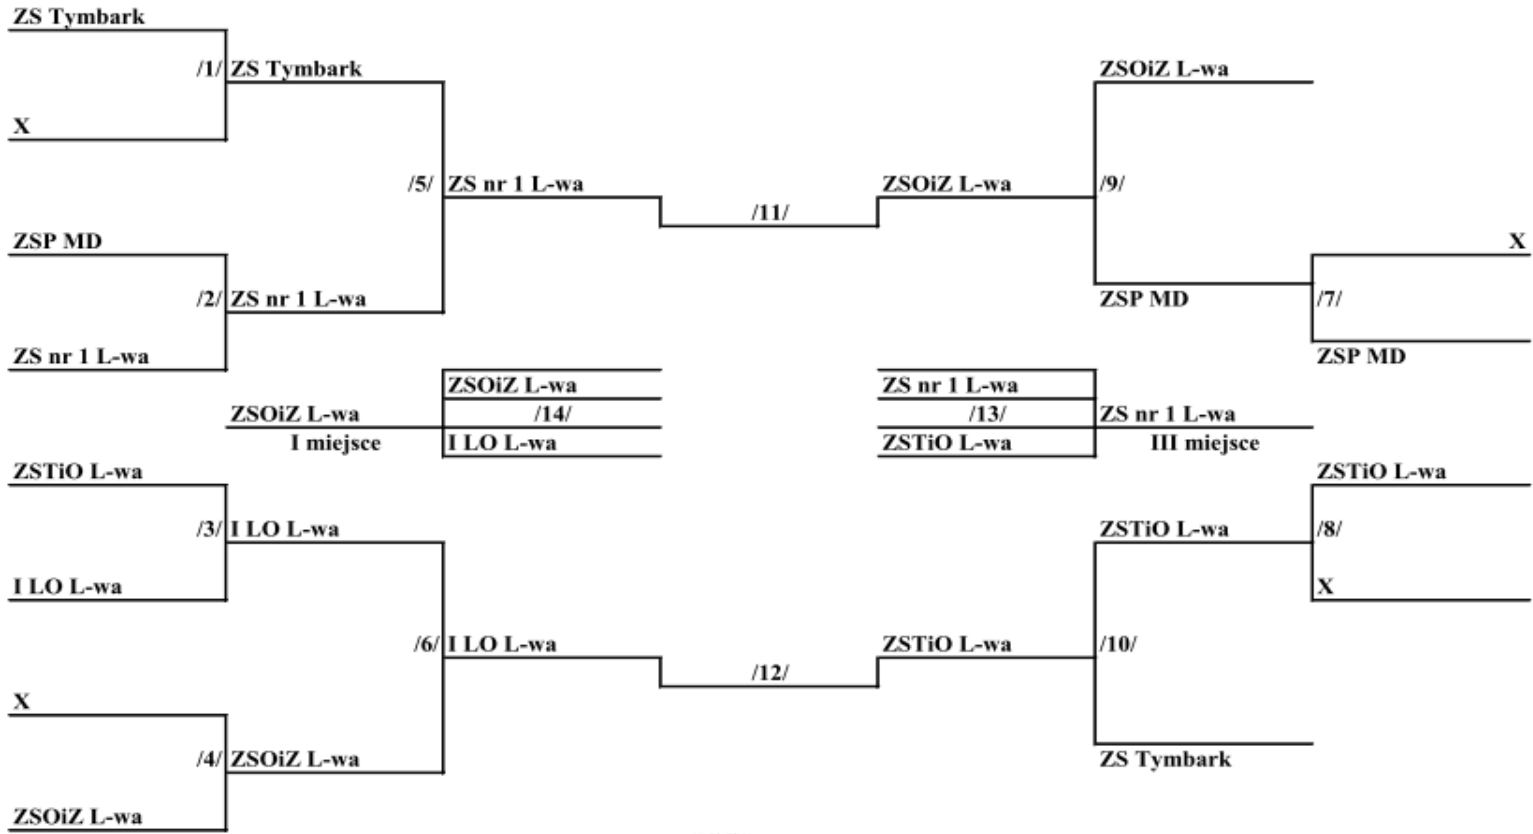 ZS Tymbark
/1/ ZS Tymbark
ZSOiZ L-wa
X
/5/ ZS nr 1 L-wa
ZSOiZ L-wa
/9/
/11/
ZSP MD
X
/2/ ZS nr 1 L-wa
ZSP MD
/7/
ZS nr 1 L-wa
ZSP MD
ZSOiZ L-wa
ZS nr 1 L-wa
ZSOiZ L-wa
/14/
/13/
ZS nr 1 L-wa
I miejsce
I LO L-wa
ZSTiO L-wa
III miejsce
ZSTiO L-wa
ZSTiO L-wa
/3/ I LO L-wa
ZSTiO L-wa
/8/
I LO L-wa
X
/6/ I LO L-wa
ZSTiO L-wa
/10/
/12/
X
/4/ ZSOiZ L-wa
ZS Tymbark
ZSOiZ L-wa